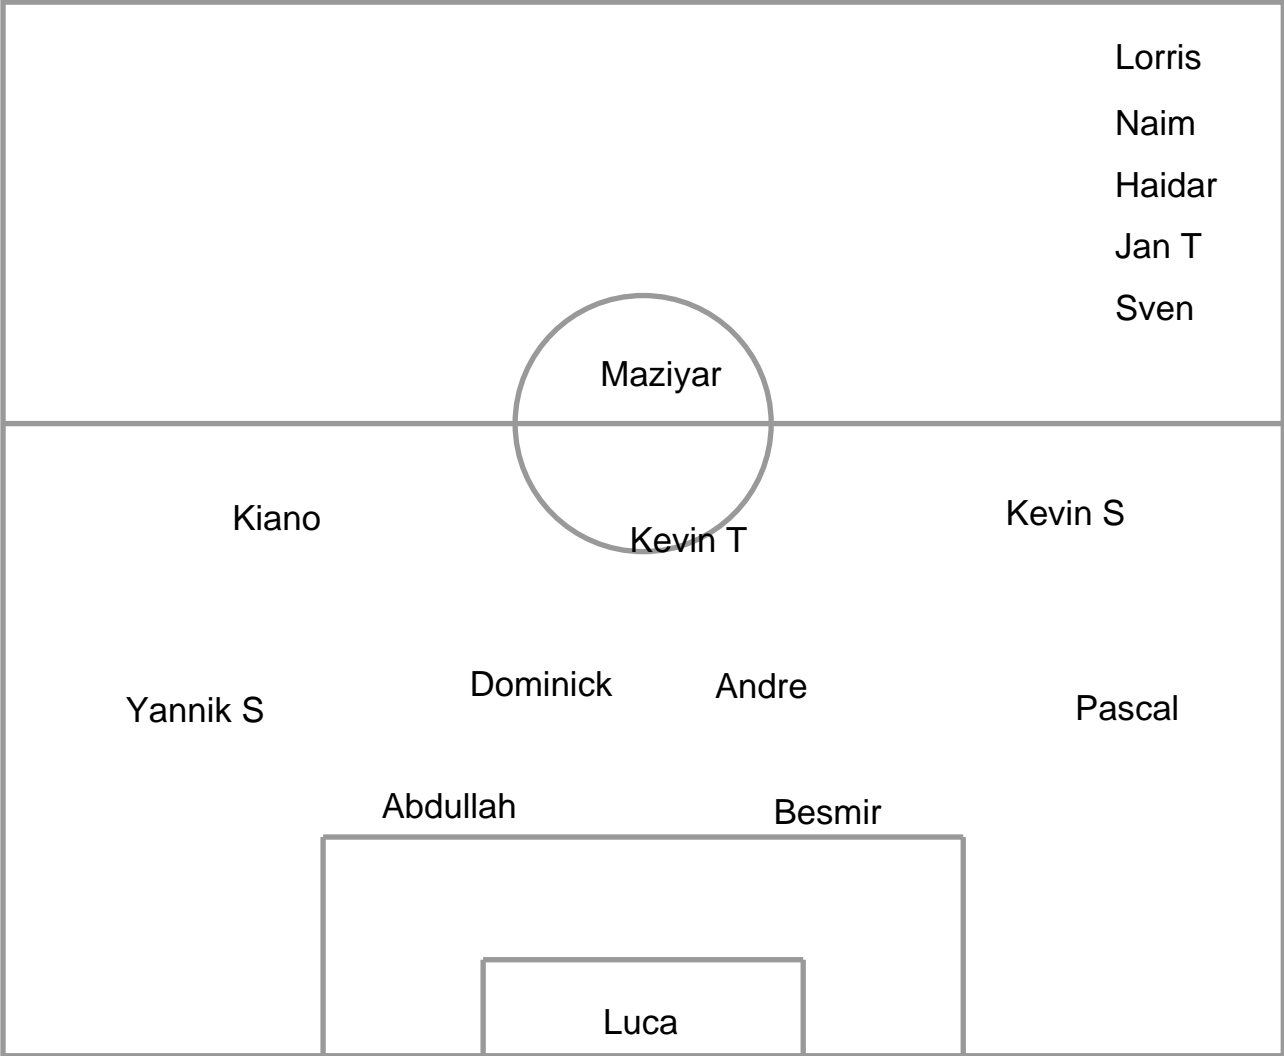 Lorris
Naim
Haidar
Jan T
Sven
Maziyar
Kiano
Kevin T
Kevin S
Yannik S
Dominick
Andre
Pascal
Abdullah
Besmir
Luca